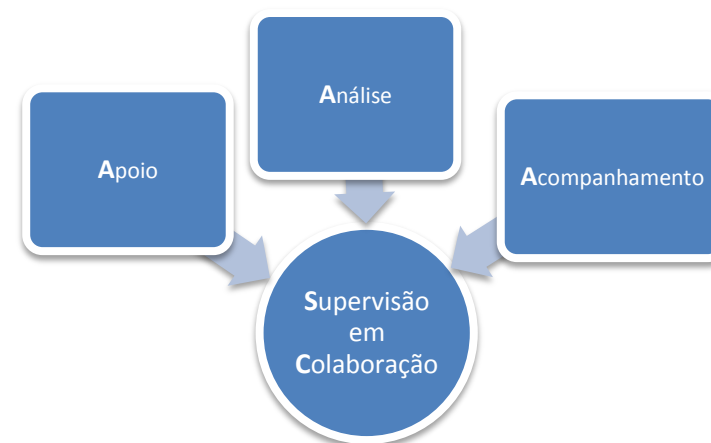 Apoio
Análise
Acompanhamento
Supervisão
em
Colaboração